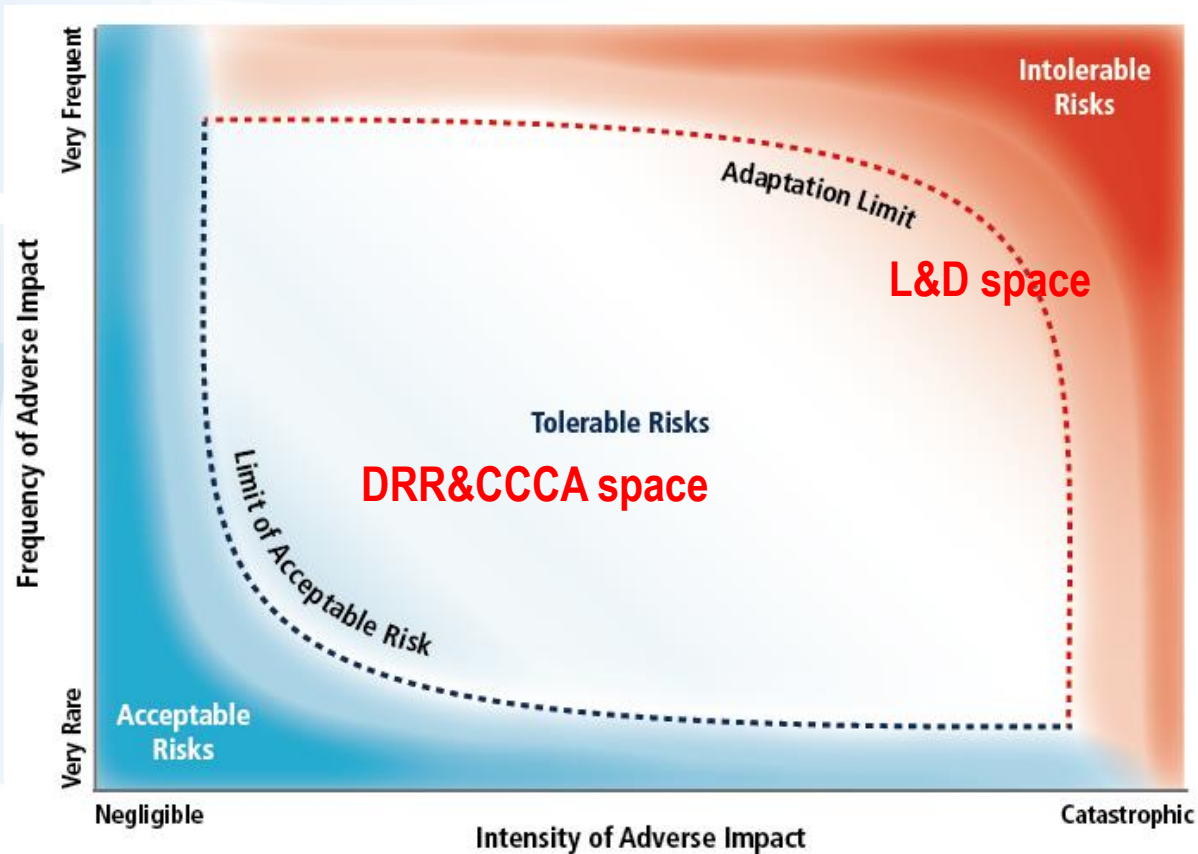 Very Frequent
Frequency of Adverse Impact
Very Rare
Intolerable
Risks
Adaptation Limit
L&D space
Tolerable Risks
DRR&CCCA space
Limit of Acceptable Risk
Acceptable
Risks
Negligible
Catastrophic
Intensity of Adverse Impact